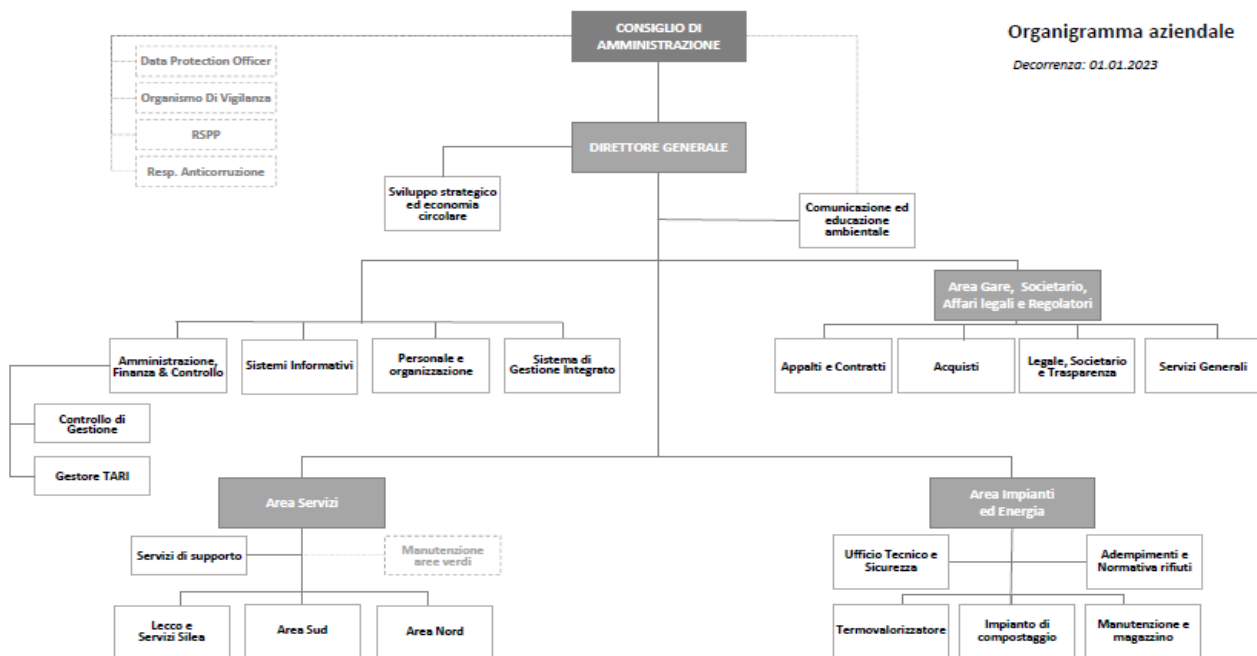 CONSIGLIO DI
AMMINISTRAZIONE
Organigramma aziendale
Decorrenza: 01.01.2023
Data Protection Officer
Organismo Di Vigilanza
RSPP
Resp. Anticorruzione
DIRETTORE GENERALE
Sviluppo strategico
ed economia
circolare
Comunicazione ed
educazione
ambientale
Area Gare, Societario,
Affari legali e Regolatori
Amministrazione,
Finanza & Controllo
Sistemi Informativi
Personale e
organizzazione
Sistema di
Gestione Integrato
Appalti e Contratti
Acquisti
Legale, Societario
e Trasparenza
Servizi Generali
Controllo di
Gestione
Gestore TARI
Area Servizi
Area Impianti
ed Energia
Servizi di supporto
Manutenzione
aree verdi
Ufficio Tecnico e
Sicurezza
Adempimenti e
Normativa rifiuti
Lecco e
Servizi Silea
Area Sud
Area Nord
Termovalorizzatore
Impianto di
compostaggio
Manutenzione e
magazzino